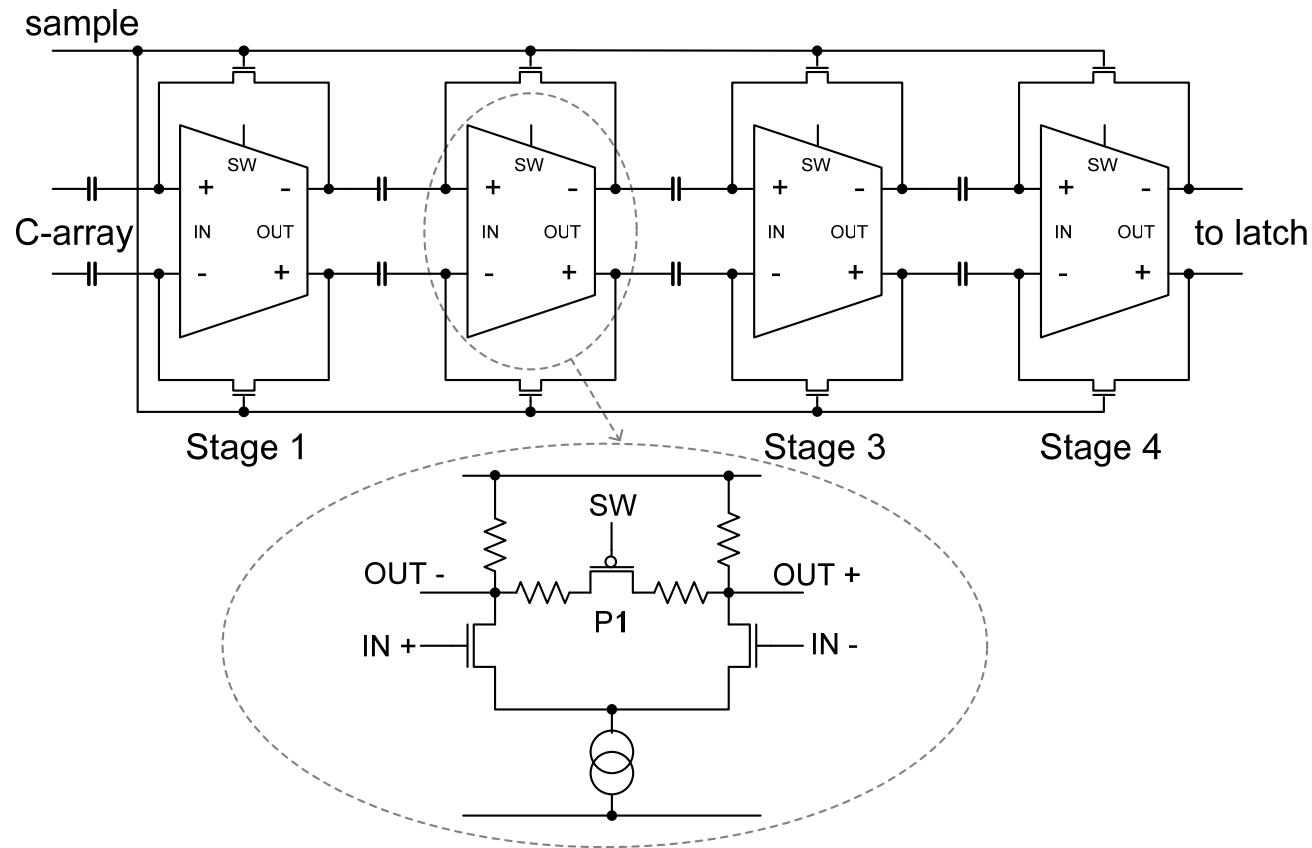 sample
SW
SW
SW
SW
+ - + - + - + -
C-array
IN OUT IN OUT IN OUT IN OUT
to latch
- + - + - + - +
Stage 1
Stage 3
Stage 4
SW
OUT -
OUT +
P1
IN +
IN -